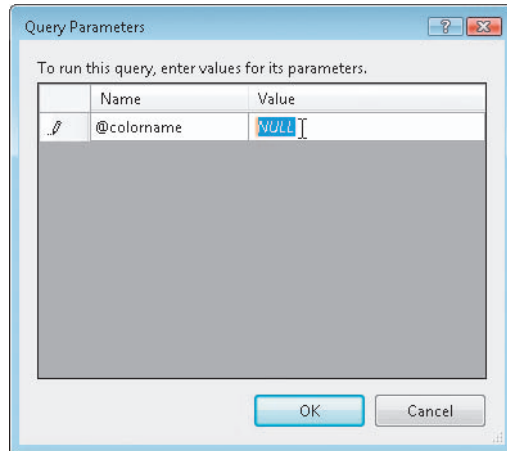 Query Parameters
To run this query, enter values for its parameters.
Name Value
@colorname NULL
OK Cancel